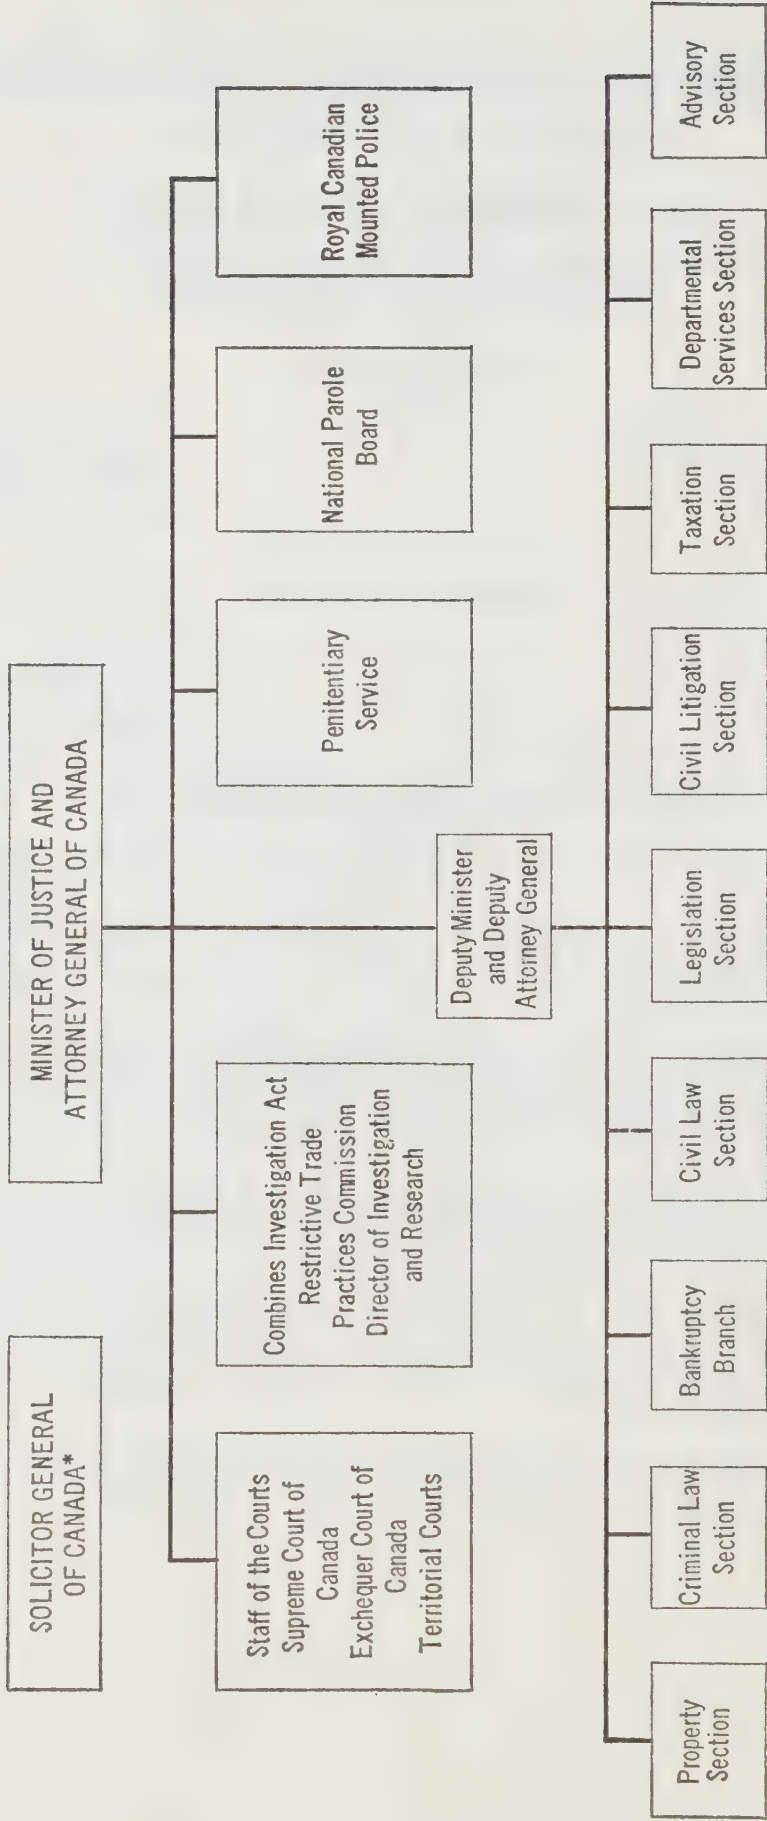 SOLICITOR GENERAL
OF CANADA*
MINISTER OF JUSTICE AND
ATTORNEY GENERAL OF CANADA
Staff of the Courts
Supreme Court of
Canada
Exchequer Court of
Canada
Territorial Courts
Combines Investigation Act
Restrictive Trade
Practices Commission
Director of Investigation
and Research
Penitentiary
Service
National Parole
Board
Royal Canadian
Mounted Police
Deputy Minister
and Deputy
Attorney General
Property
Section
Criminal Law
Section
Bankruptcy
Branch
Civil Law
Section
Legislation
Section
Civil Litigation
Section
Taxation
Section
Departmental
Services Section
Advisory
Section